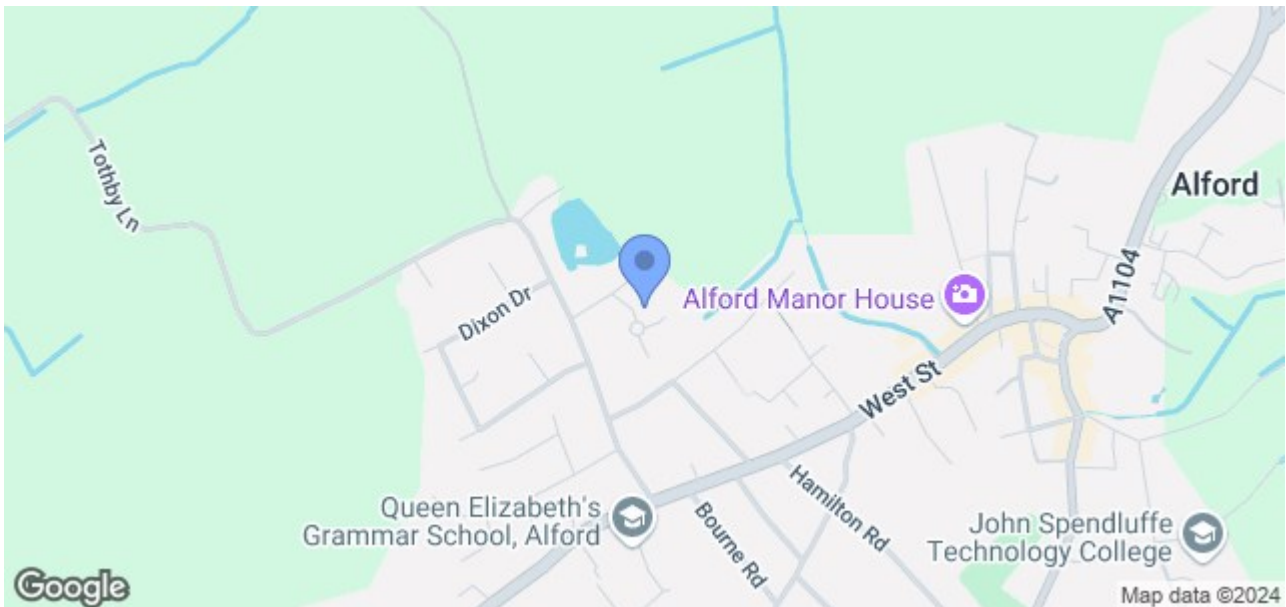 Tothby Ln
Alford
A1104
Alford Manor House
Dixon Dr
West St
Queen Elizabeth's
Grammar School, Alford
Bourne Rd
Hamilton Rd
John Spendluffe
Technology College
Google
Map data ©2024